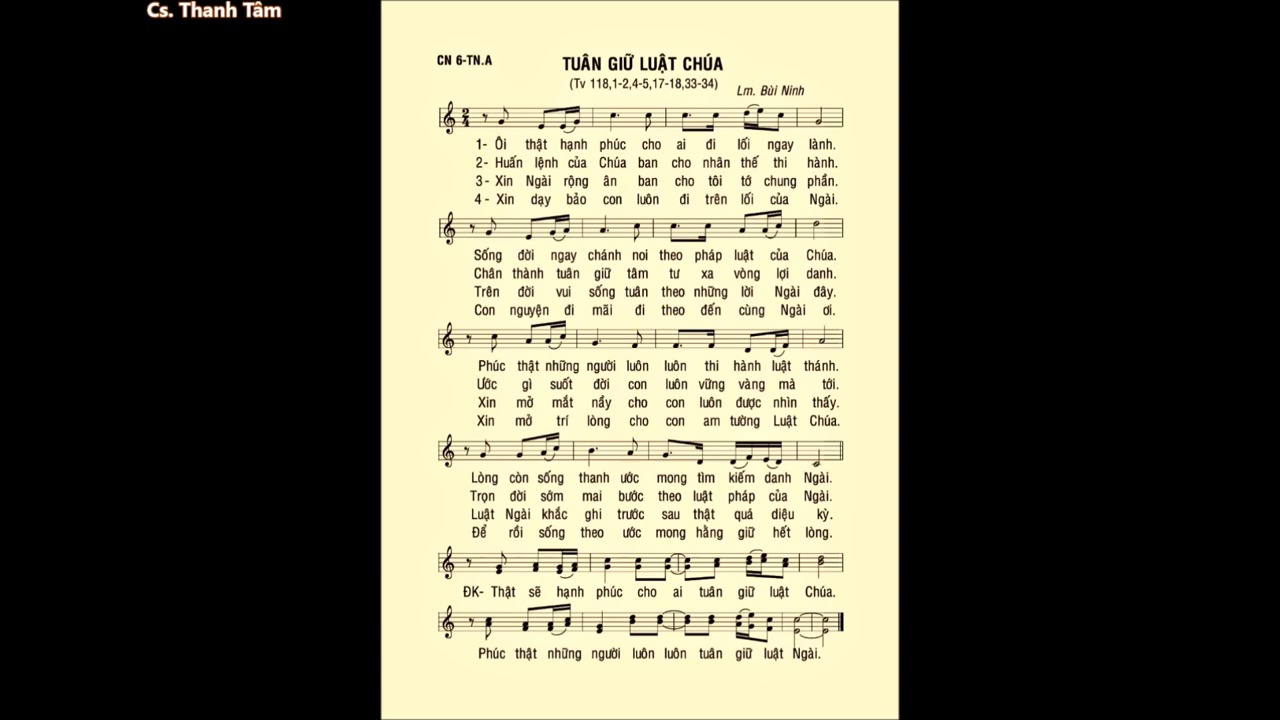 Cs. Thanh Tâm
CN 6-TN.A
TUÂN GIỮ LUẬT CHÚA
(Tv 118,1-2,4-5,17-18,33-34)
Lm. Bùi Ninh
2 4
1- Ôi thật hạnh phúc cho ai đi lối ngay lành.
2- Huấn lệnh của Chúa ban cho nhân thế thi hành.
3- Xin Ngài rộng ân ban cho tôi tớ chung phần.
4- Xin dạy bảo con luôn đi trên lối của Ngài.
Sống đời ngay chánh noi theo pháp luật của Chúa.
Chân thành tuân giữ tâm tư xa vòng lợi danh.
Trên đời vui sống tuân theo những lời Ngài đây.
Con nguyện đi mãi đi theo đến cùng Ngài ơi.
Phúc thật những người luôn luôn thi hành luật thánh.
Ước gì suốt đời con luôn vững vàng mà tới.
Xin mở mắt nầy cho con luôn được nhìn thấy.
Xin mở trí lòng cho con am tường Luật Chúa.
Lòng còn sống thanh ước mong tìm kiếm danh Ngài.
Trọn đời sớm mai bước theo luật pháp của Ngài.
Luật Ngài khắc ghi trước sau thật quá diệu kỳ.
Để rồi sống theo ước mong hằng giữ hết lòng.
ĐK- Thật sẽ hạnh phúc cho ai tuân giữ luật Chúa.
Phúc thật những người luôn luôn tuân giữ luật Ngài.